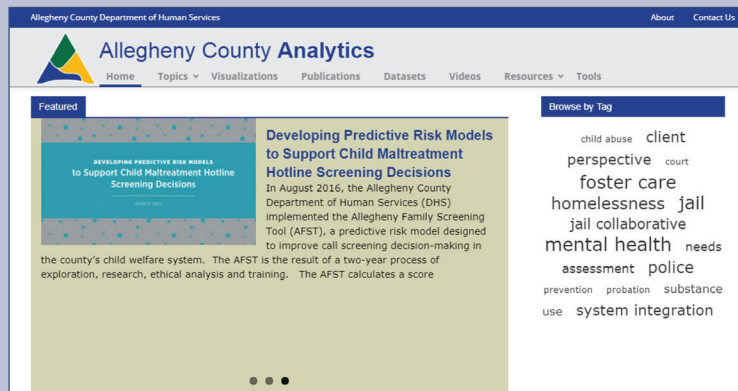 Allegheny County Department of Human Services
About Contact Us
Allegheny County Analytics
Home Topics Visualizations Publications Datasets Videos Resources Tools
Featured
DEVELOPING PREDICTIVE RISK MODELS
to Support Child Maltreatment Hotline
Screening Decisions
MARCH 2017
Developing Predictive Risk Models
to Support Child Maltreatment
Hotline Screening Decisions
In August 2016, the Allegheny County
Department of Human Services (DHS)
implemented the Allegheny Family Screening
Tool (AFST), a predictive risk model designed
to improve call screening decision-making in
the county's child welfare system. The AFST is the result of a two-year process of
exploration, research, ethical analysis and training. The AFST calculates a score
Browse by Tag
child abuse client
perspective court
foster care
homelessness jail
jail collaborative
mental health needs
assessment police
prevention probation substance
use system integration